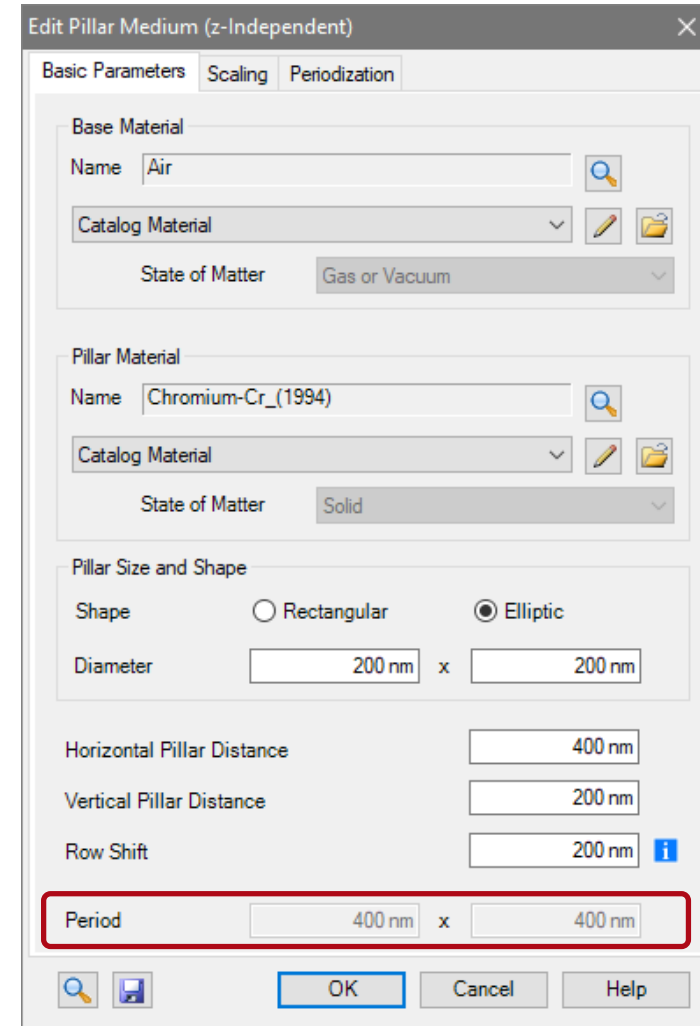 Edit Pillar Medium (z-Independent)
Basic Parameters Scaling Periodization
Base Material
Name Air
Catalog Material
State of Matter Gas or Vacuum
Pillar Material
Name Chromium-Cr_(1994)
Catalog Material
State of Matter Solid
Pillar Size and Shape
Shape Rectangular Elliptic
Diameter 200 nm x 200 nm
Horizontal Pillar Distance 400 nm
Vertical Pillar Distance 200 nm
Row Shift 200 nm i
Period 400 nm x 400 nm
OK Cancel Help